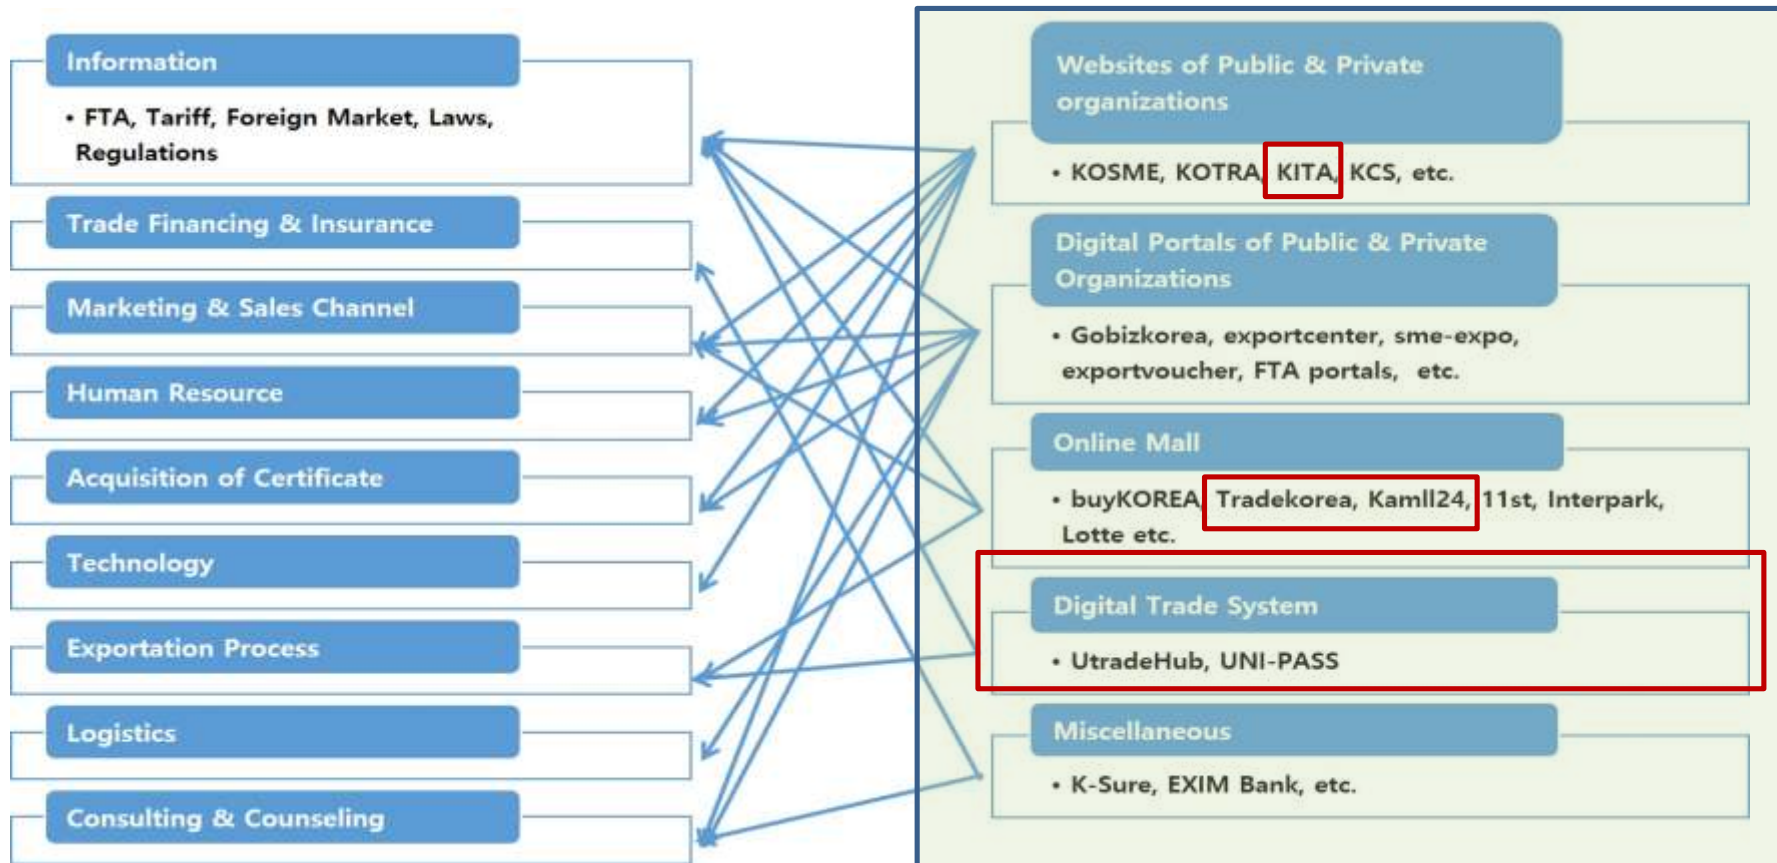 Information
• FTA, Tariff, Foreign Market, Laws,
Regulations
Trade Financing & Insurance
Marketing & Sales Channel
Human Resource
Acquisition of Certificate
Technology
Exportation Process
Logistics
Consulting & Counseling
Websites of Public & Private
organizations
• KOSME, KOTRA, KITA, KCS, etc.
Digital Portals of Public & Private
Organizations
• Gobizkorea, exportcenter, sme-expo,
exportvoucher, FTA portals, etc.
Online Mall
• buyKOREA, Tradekorea, Kamll24, 11st, Interpark,
Lotte etc.
Digital Trade System
• UtradeHub, UNI-PASS
Miscellaneous
• K-Sure, EXIM Bank, etc.